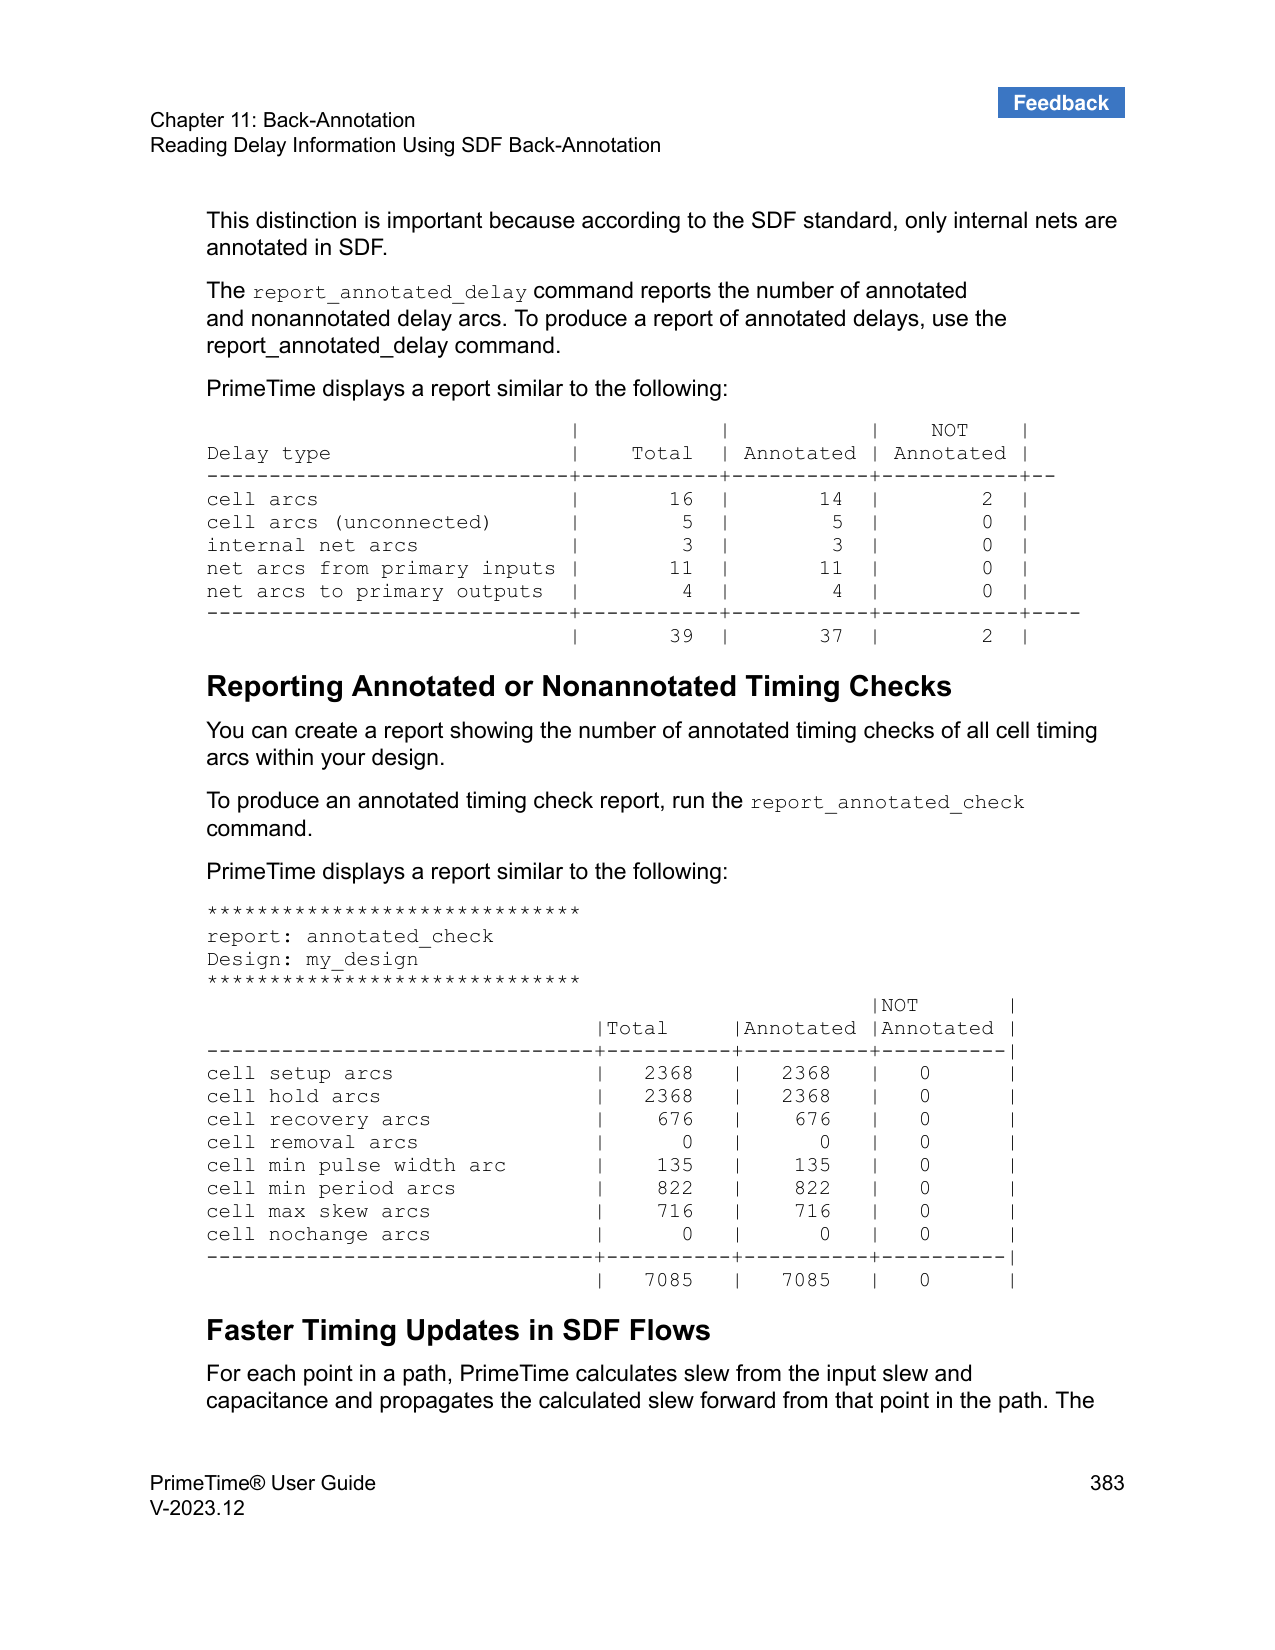 Feedback
Chapter 11: Back-Annotation
Reading Delay Information Using SDF Back-Annotation
This distinction is important because according to the SDF standard, only internal nets are
annotated in SDF.
The report_annotated_delay command reports the number of annotated
and nonannotated delay arcs. To produce a report of annotated delays, use the
report_annotated_delay command.
PrimeTime displays a report similar to the following:
                             |           |           |    NOT    |
Delay type                   |    Total  | Annotated | Annotated |
-----------------------------+-----------+-----------+-----------+--
cell arcs                    |       16  |       14  |        2  |
cell arcs (unconnected)      |        5  |        5  |        0  |
internal net arcs            |        3  |        3  |        0  |
net arcs from primary inputs |       11  |       11  |        0  |
net arcs to primary outputs  |        4  |        4  |        0  |
-----------------------------+-----------+-----------+-----------+----
                             |       39  |       37  |        2  |
Reporting Annotated or Nonannotated Timing Checks
You can create a report showing the number of annotated timing checks of all cell timing
arcs within your design.
To produce an annotated timing check report, run the report_annotated_check
command.
PrimeTime displays a report similar to the following:
******************************
report: annotated_check
Design: my_design
******************************
                                                     |NOT       |
                               |Total     |Annotated |Annotated |
-------------------------------+----------+----------+----------|
cell setup arcs                |   2368   |   2368   |   0      |
cell hold arcs                 |   2368   |   2368   |   0      |
cell recovery arcs             |    676   |    676   |   0      |
cell removal arcs              |      0   |      0   |   0      |
cell min pulse width arc       |    135   |    135   |   0      |
cell min period arcs           |    822   |    822   |   0      |
cell max skew arcs             |    716   |    716   |   0      |
cell nochange arcs             |      0   |      0   |   0      |
-------------------------------+----------+----------+----------|
                               |   7085   |   7085   |   0      |
Faster Timing Updates in SDF Flows
For each point in a path, PrimeTime calculates slew from the input slew and
capacitance and propagates the calculated slew forward from that point in the path. The
PrimeTime® User Guide 383
V-2023.12